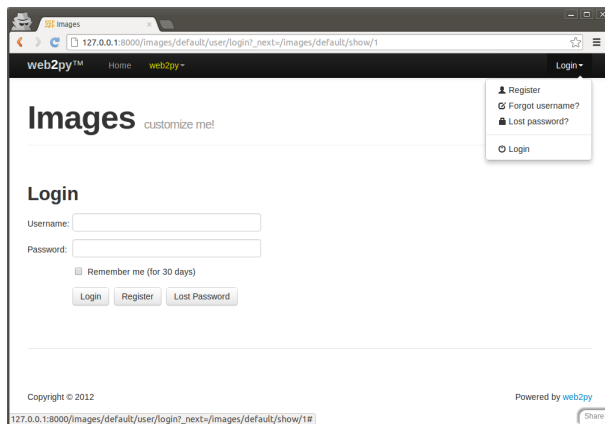 Images
127.0.0.1:8000/images/default/user/login?_next=/images/default/show/1
web2py™ Home web2py Login
Register
Forgot username?
Lost password?
Login
Images customize me!
Login
Username:
Password:
Remember me (for 30 days)
Login Register Lost Password
Copyright © 2012 Powered by web2py
127.0.0.1:8000/images/default/user/login?_next=/images/default/show/1#
Share